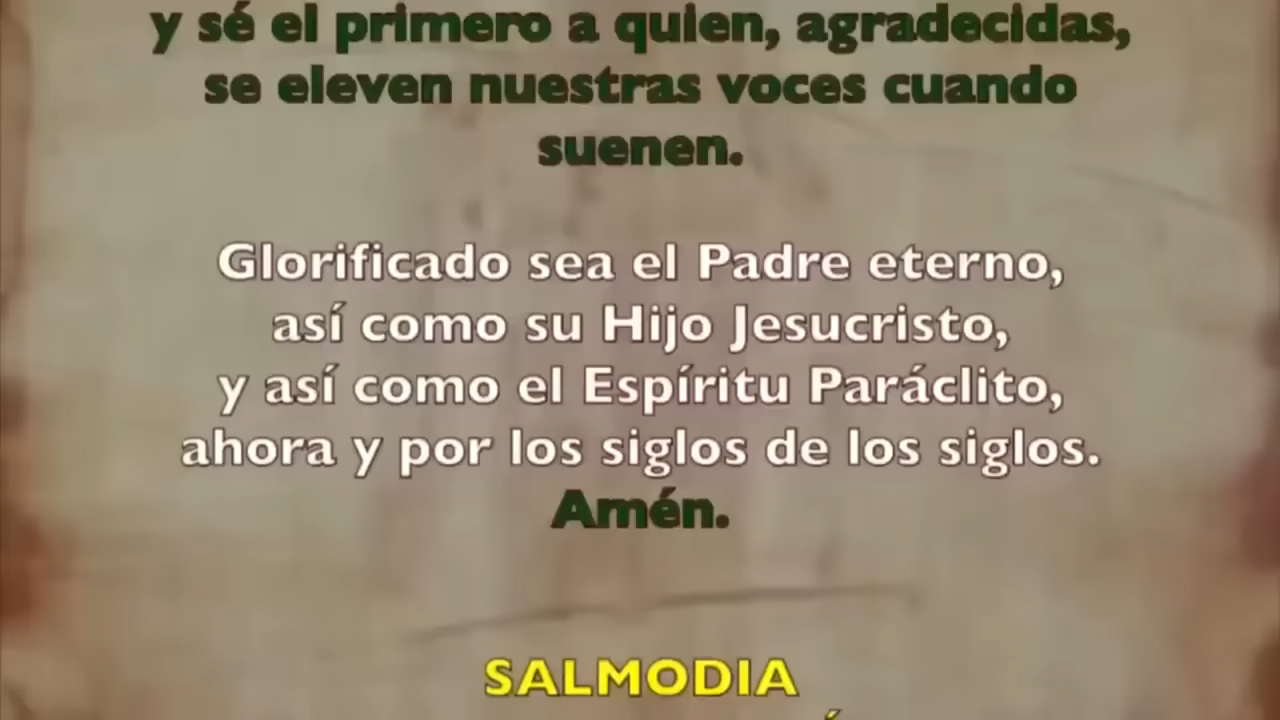 y sé el primero a quien, agradecidas,
se eleven nuestras voces cuando
suenen.
Glorificado sea el Padre eterno,
así como su Hijo Jesucristo,
y así como el Espíritu Paráclito,
ahora y por los siglos de los siglos.
Amén.
SALMODIA